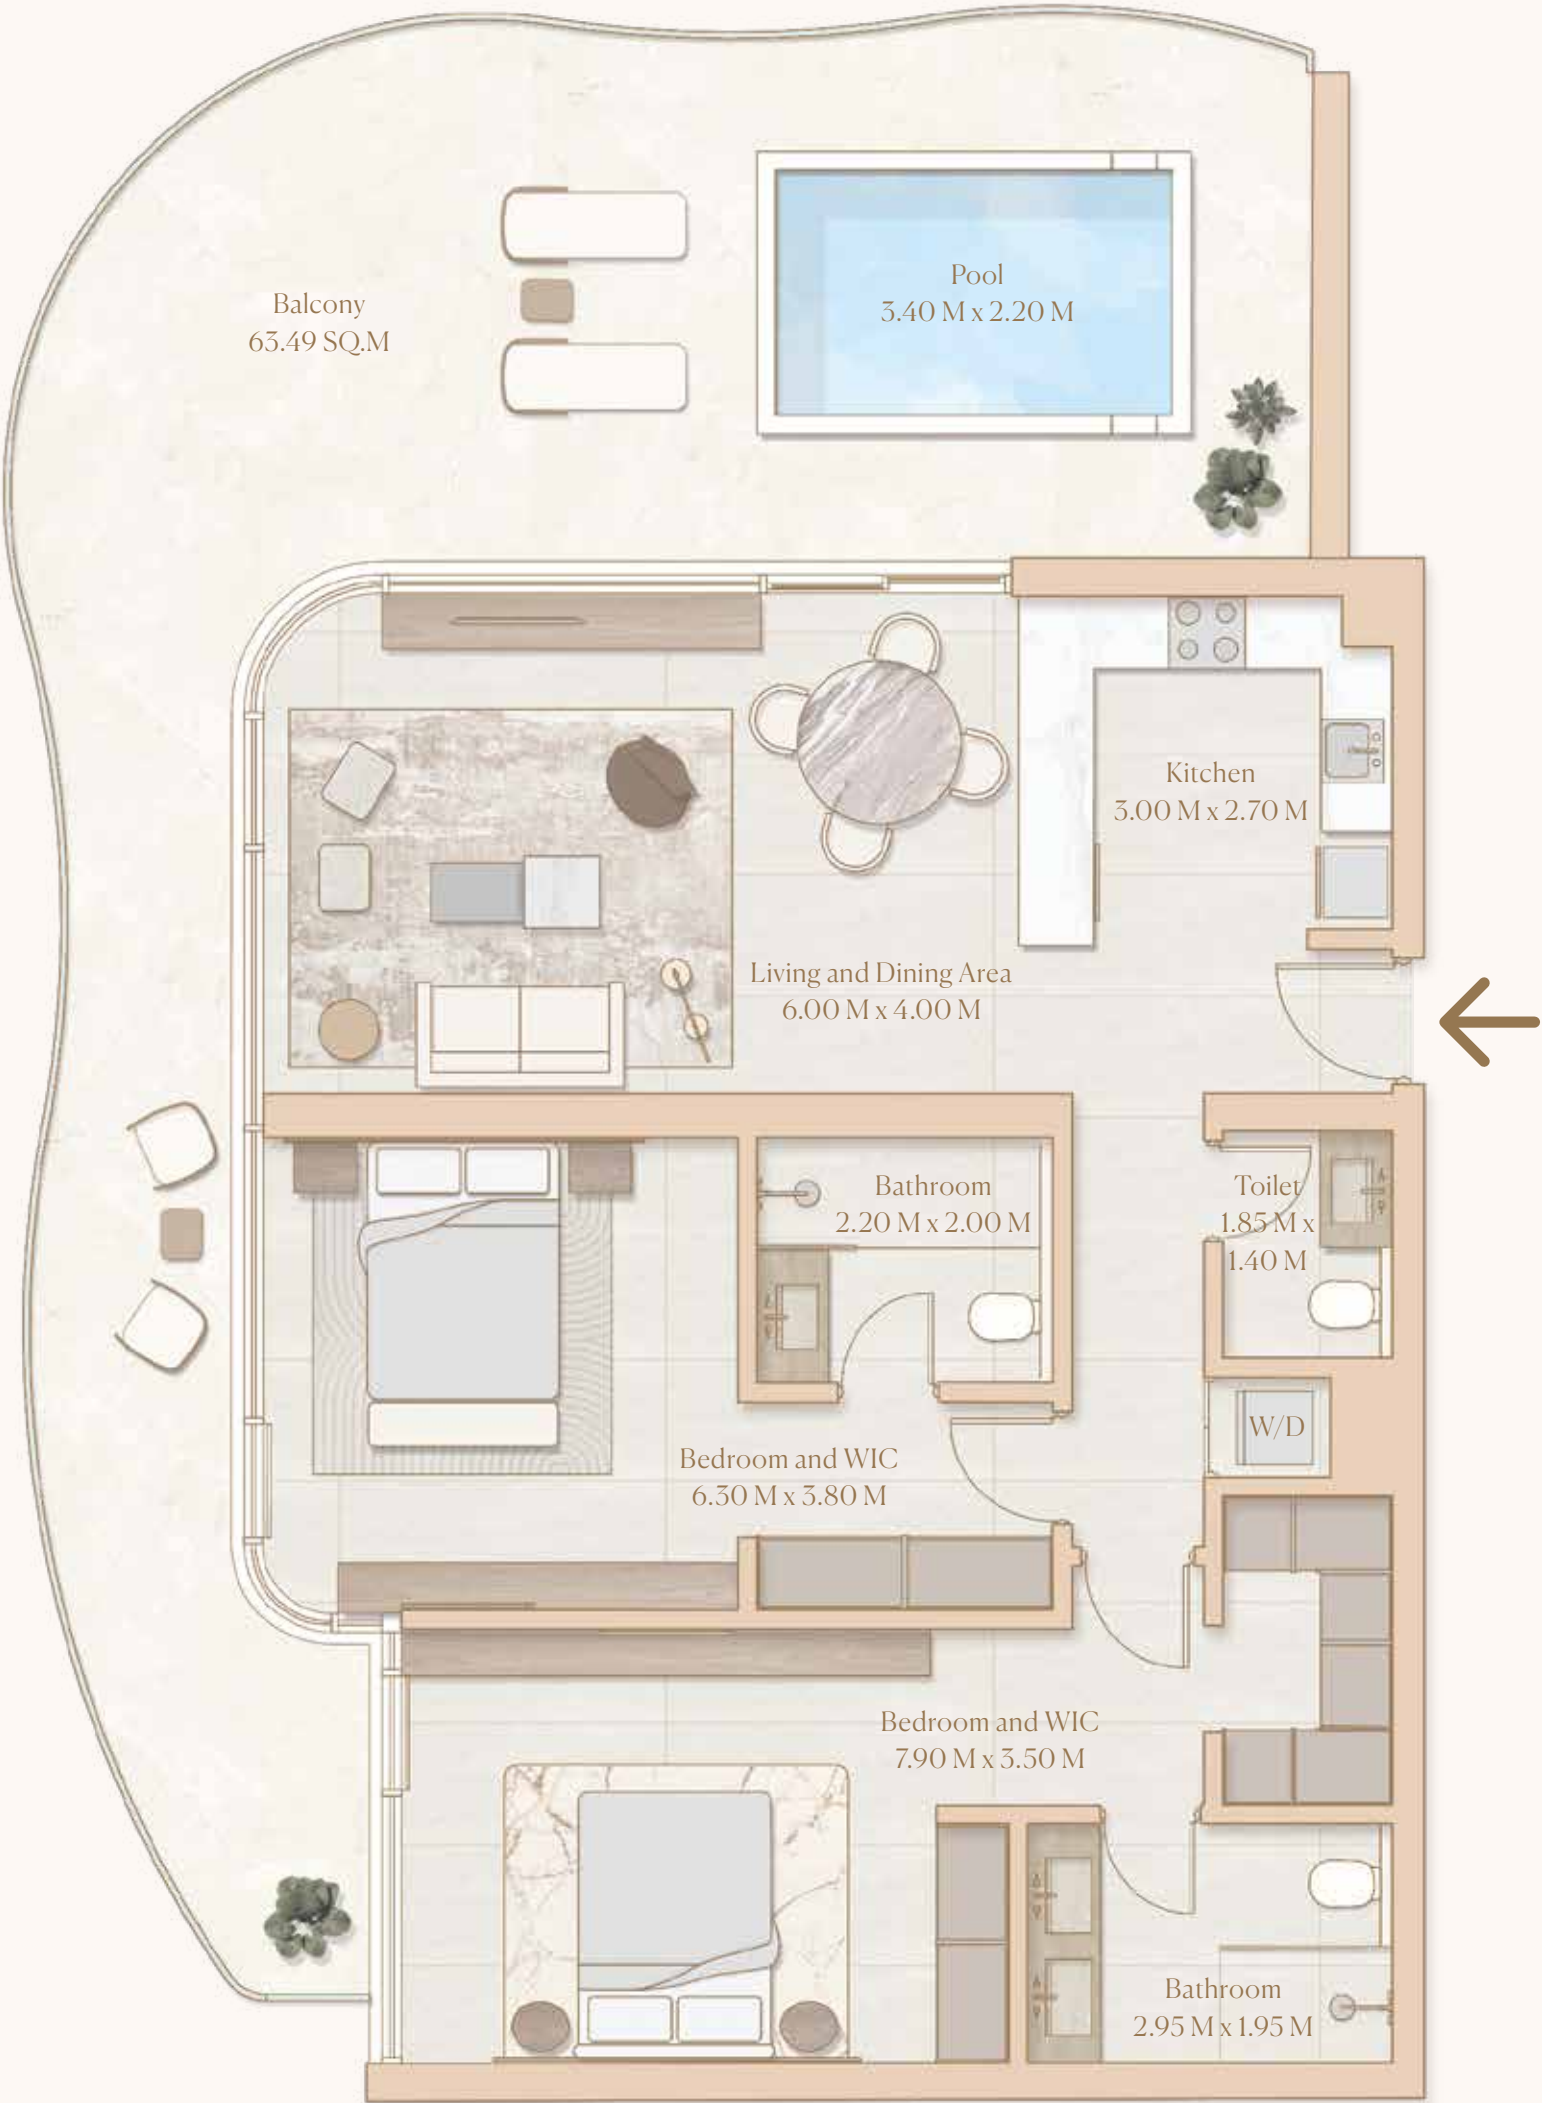 Pool
3.40 M x 2.20 M
Balcony
63.49 SQ.M
Kitchen
3.00 M x 2.70 M
Living and Dining Area
6.00 M x 4.00 M
Bathroom
2.20 M x 2.00 M
Toilet
1.85 M x
1.40 M
W/D
Bedroom and WIC
6.30 M x 3.80 M
Bedroom and WIC
7.90 M x 3.50 M
Bathroom
2.95 M x 1.95 M